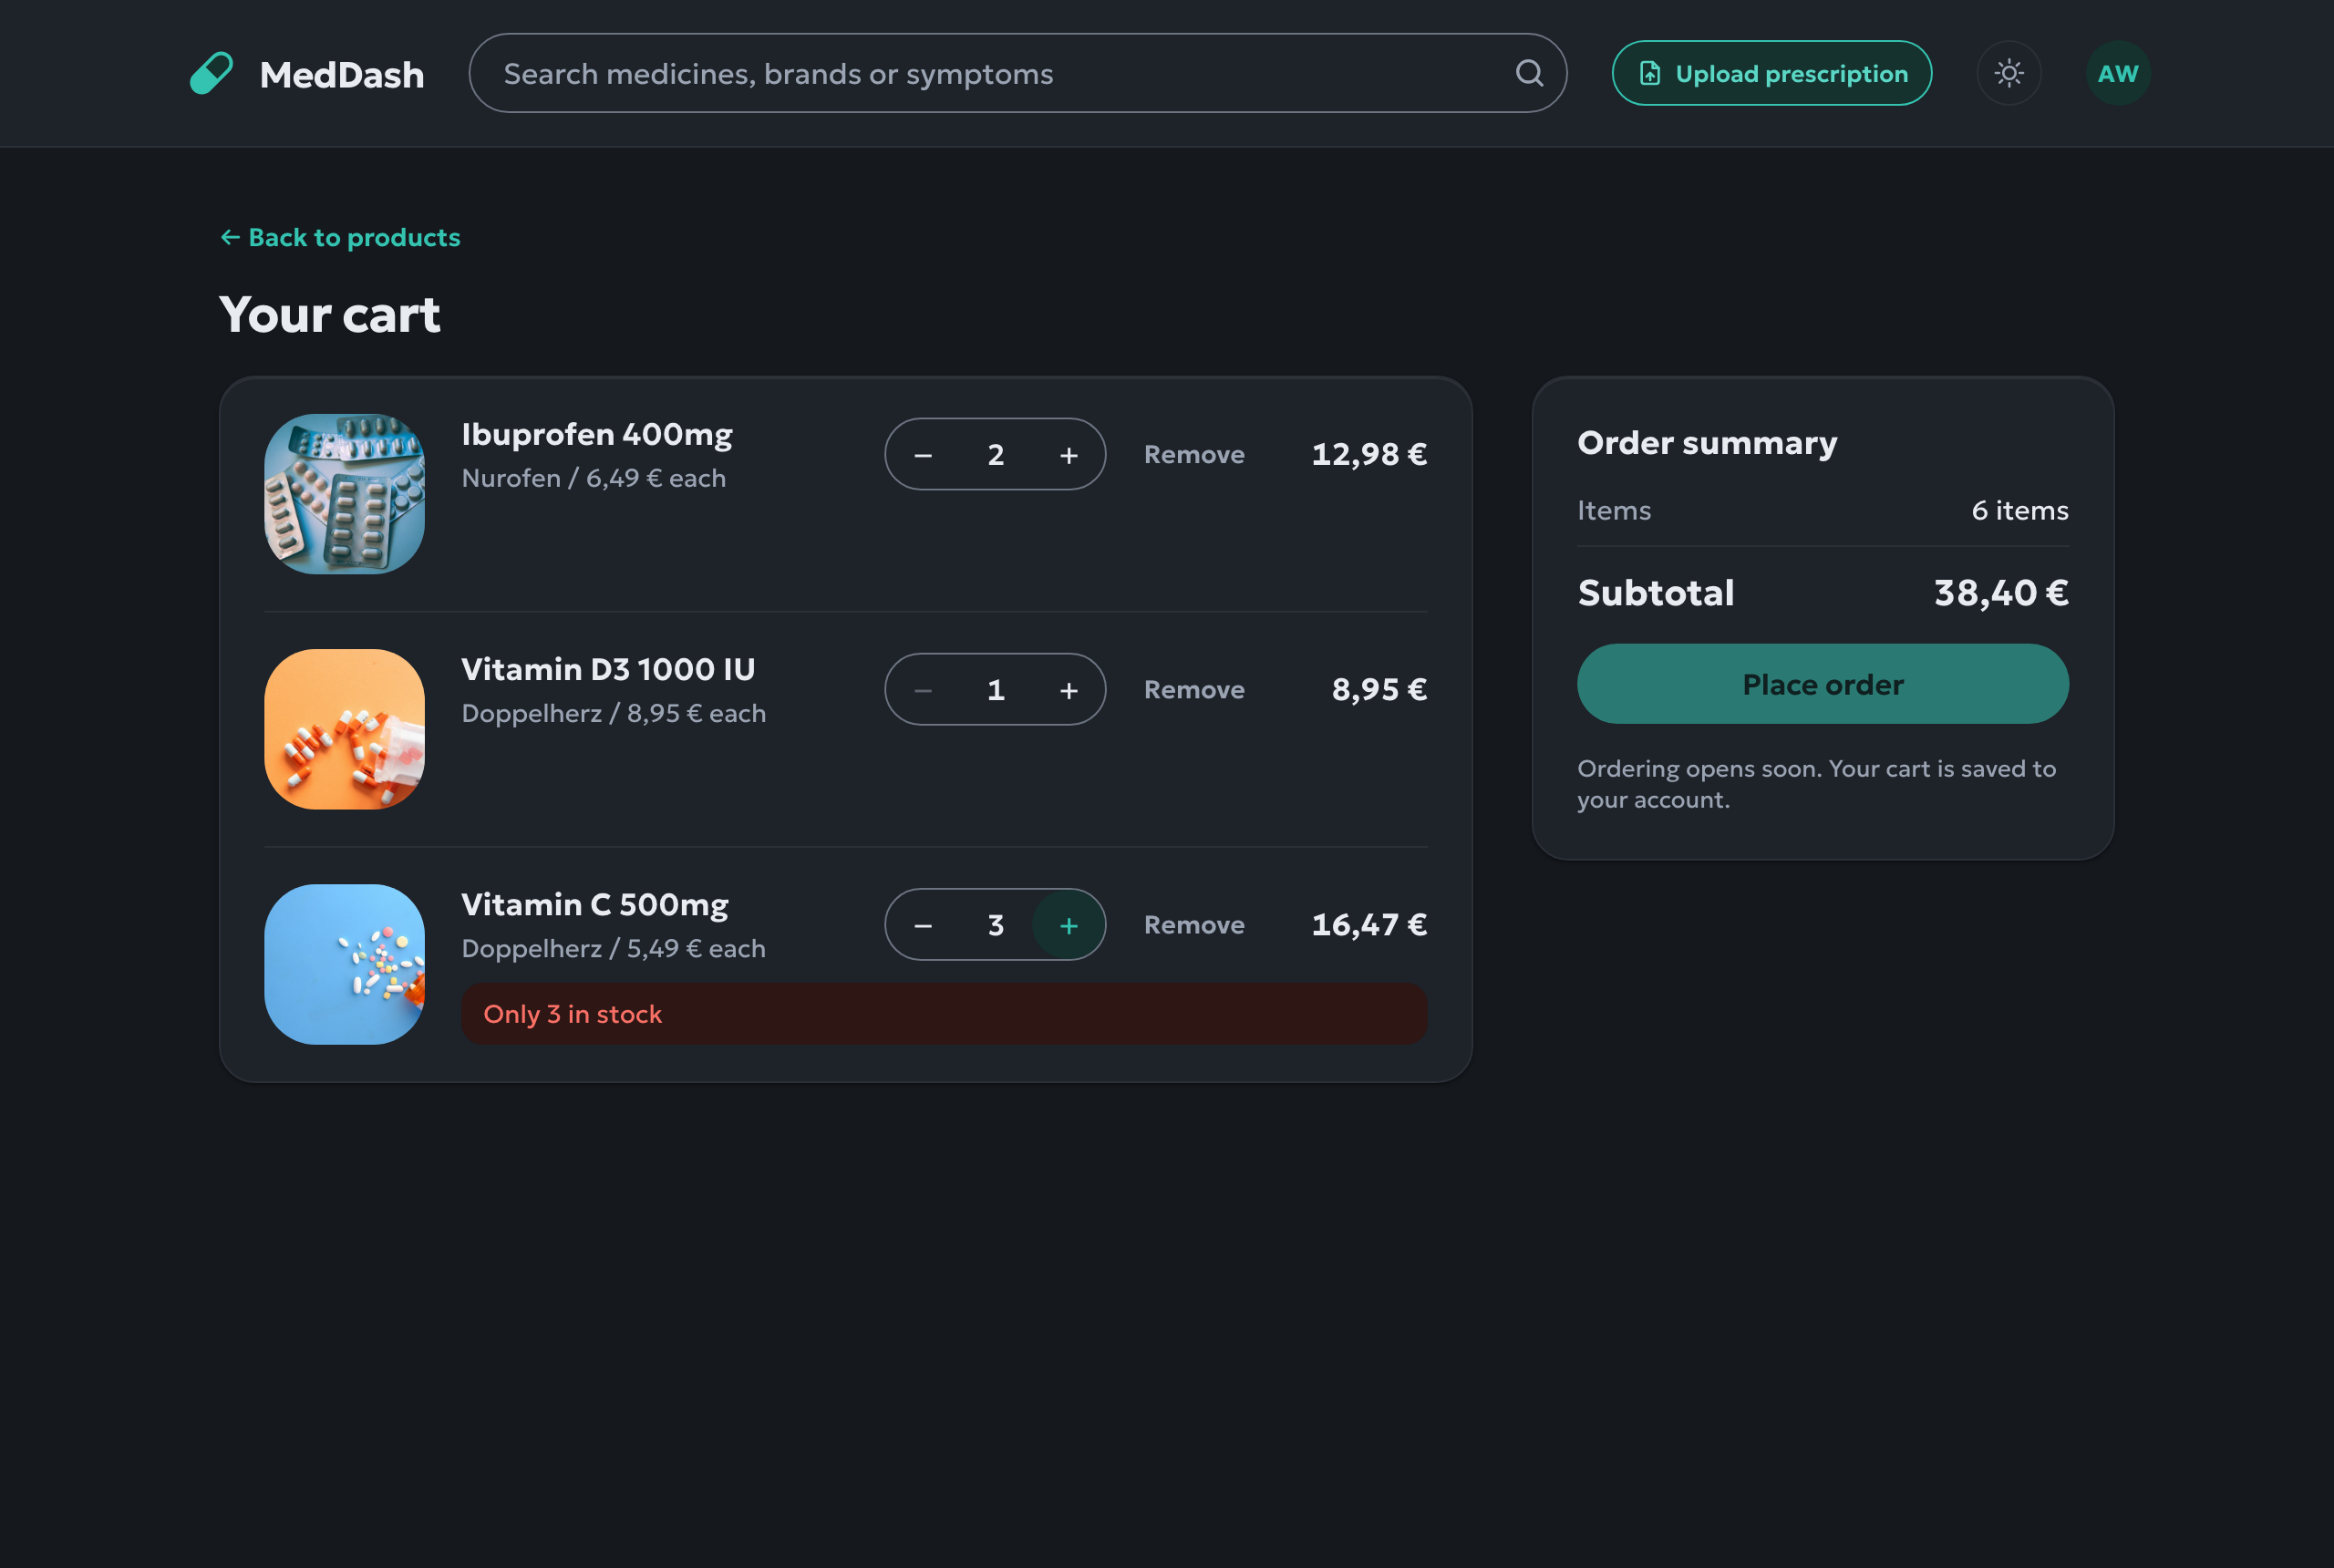 MedDash
Search medicines, brands or symptoms
Upload prescription
AW
← Back to products
Your cart
Ibuprofen 400mg
Nurofen / 6,49 € each
− 2 +
Remove
12,98 €
Vitamin D3 1000 IU
Doppelherz / 8,95 € each
− 1 +
Remove
8,95 €
Vitamin C 500mg
Doppelherz / 5,49 € each
− 3 +
Remove
16,47 €
Only 3 in stock
Order summary
Items 6 items
Subtotal 38,40 €
Place order
Ordering opens soon. Your cart is saved to
your account.